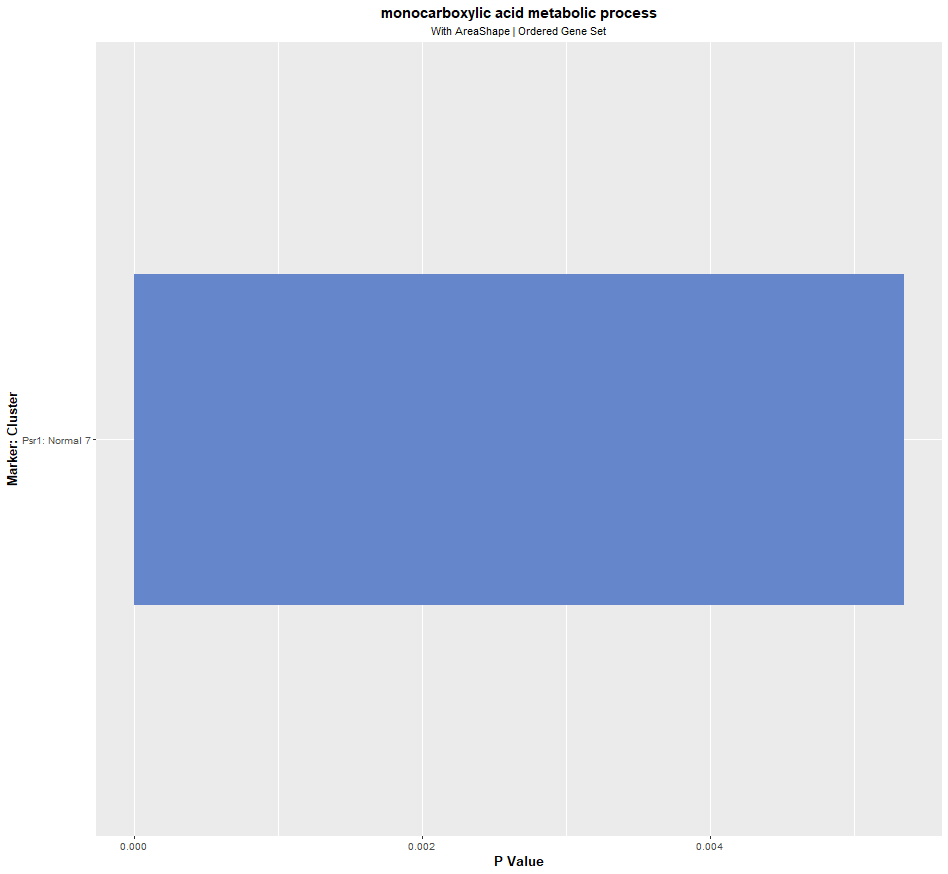 monocarboxylic acid metabolic process
With AreaShape | Ordered Gene Set
Marker: Cluster
Psr1: Normal 7
0.000
0.002
0.004
P Value